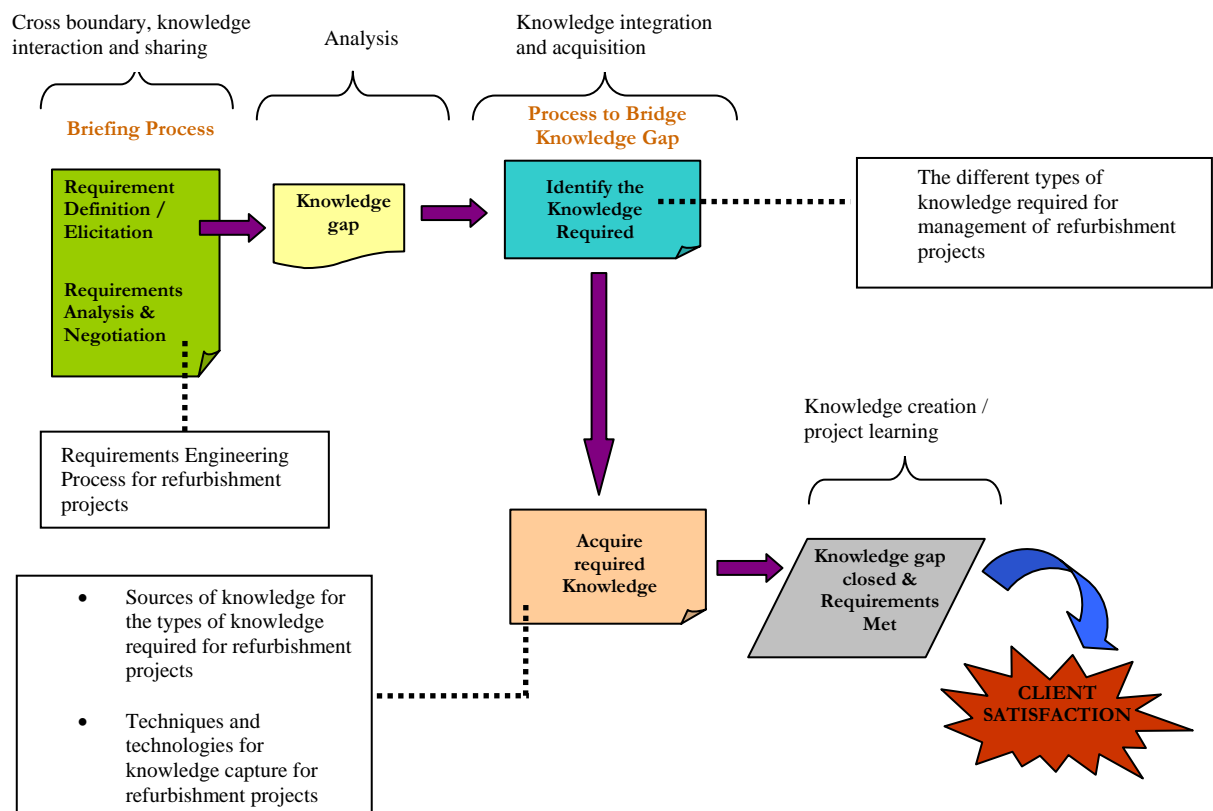 Cross boundary, knowledge
interaction and sharing
Analysis
Knowledge integration
and acquisition
Briefing Process
Process to Bridge
Knowledge Gap
Requirement
Definition /
Elicitation
Requirements
Analysis &
Negotiation
Knowledge
gap
Identify the
Knowledge
Required
The different types of
knowledge required for
management of refurbishment
projects
Requirements Engineering
Process for refurbishment
projects
Knowledge creation /
project learning
Acquire
required
Knowledge
Knowledge gap
closed &
Requirements
Met
CLIENT
SATISFACTION
• Sources of knowledge for
the types of knowledge
required for refurbishment
projects
• Techniques and
technologies for
knowledge capture for
refurbishment projects